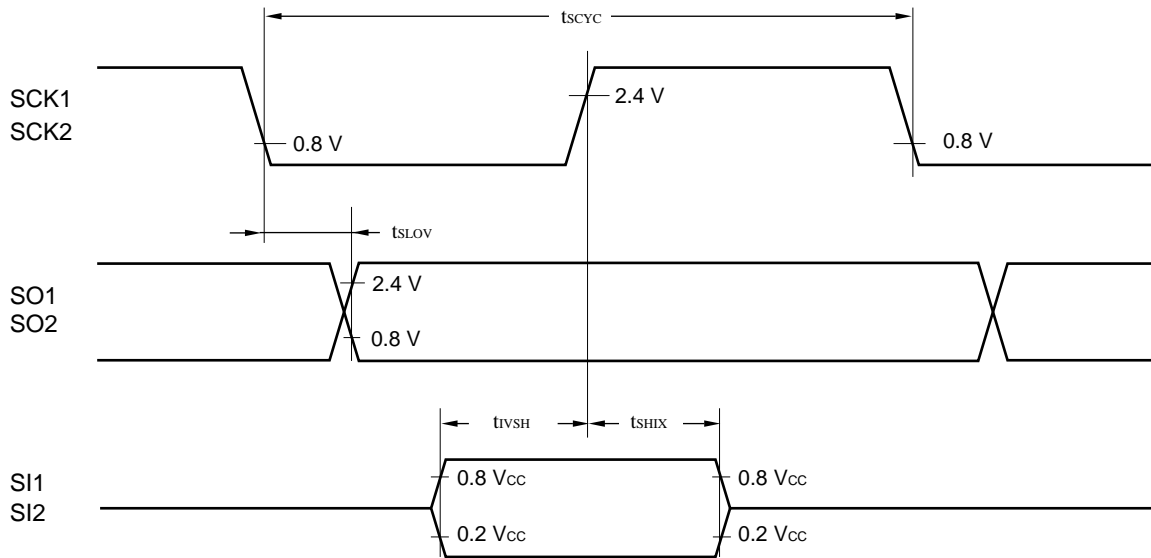 tSCYC
SCK1
SCK2
2.4 V
0.8 V
0.8 V
tSLOV
SO1
SO2
2.4 V
0.8 V
tIVSH
tSHIX
SI1
SI2
0.8 VCC
0.8 VCC
0.2 VCC
0.2 VCC